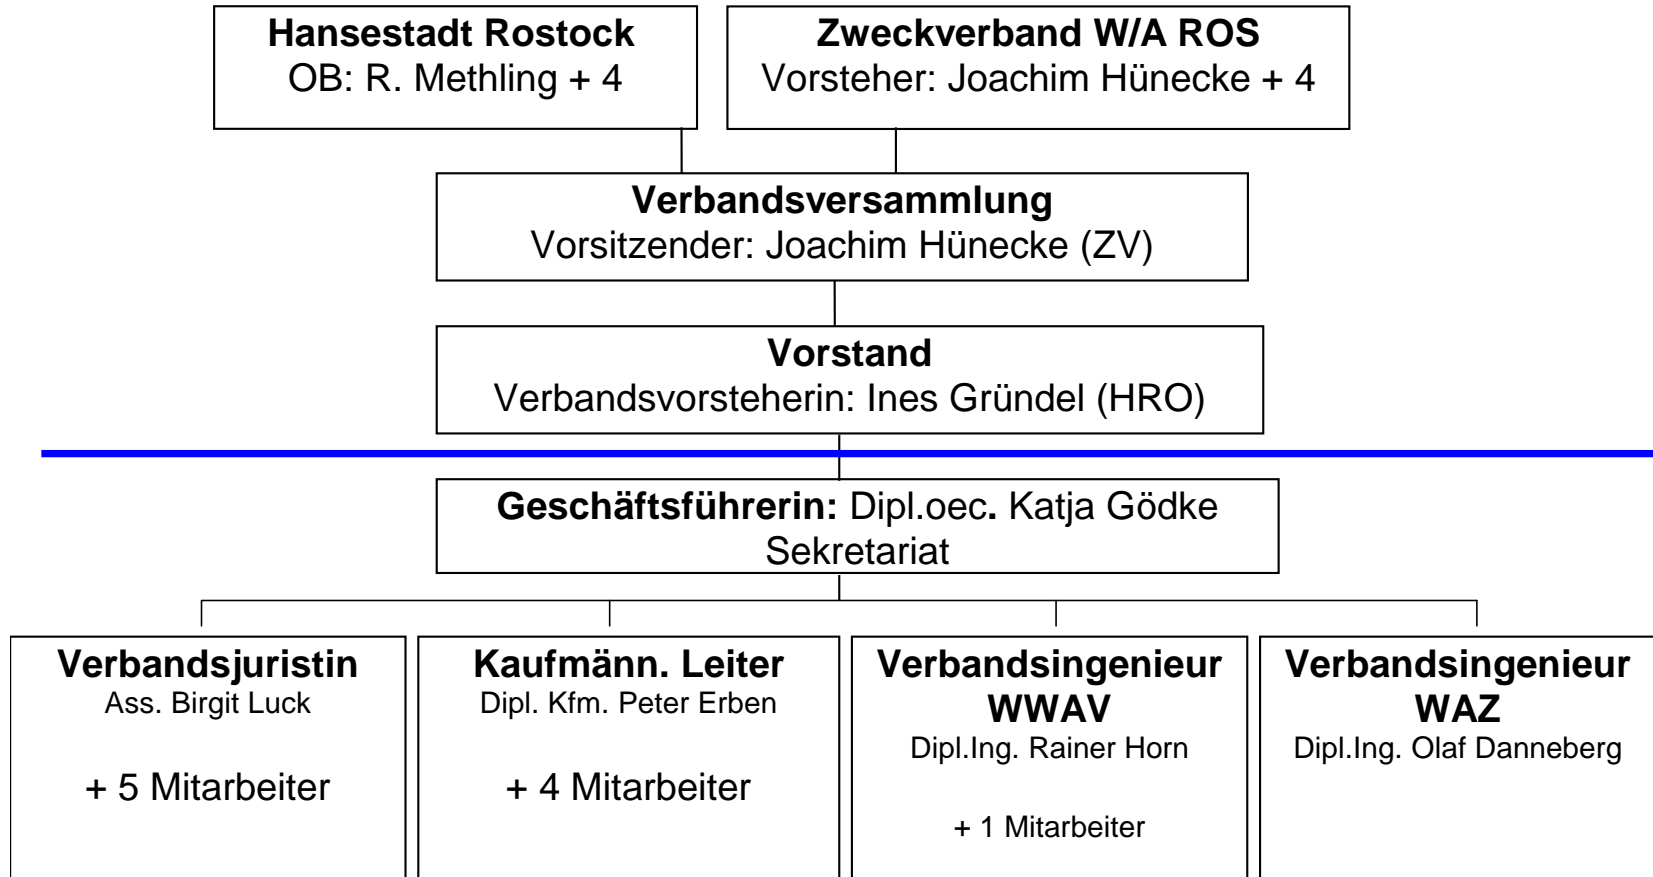 Hansestadt Rostock
OB: R. Methling + 4
Zweckverband W/A ROS
Vorsteher: Joachim Hünecke + 4
Verbandsversammlung
Vorsitzender: Joachim Hünecke (ZV)
Vorstand
Verbandsvorsteherin: Ines Gründel (HRO)
Geschäftsführerin: Dipl.oec. Katja Gödke
Sekretariat
Verbandsjuristin
Ass. Birgit Luck
+ 5 Mitarbeiter
Kaufmänn. Leiter
Dipl. Kfm. Peter Erben
+ 4 Mitarbeiter
Verbandsingenieur
WWAV
Dipl.Ing. Rainer Horn
+ 1 Mitarbeiter
Verbandsingenieur
WAZ
Dipl.Ing. Olaf Danneberg